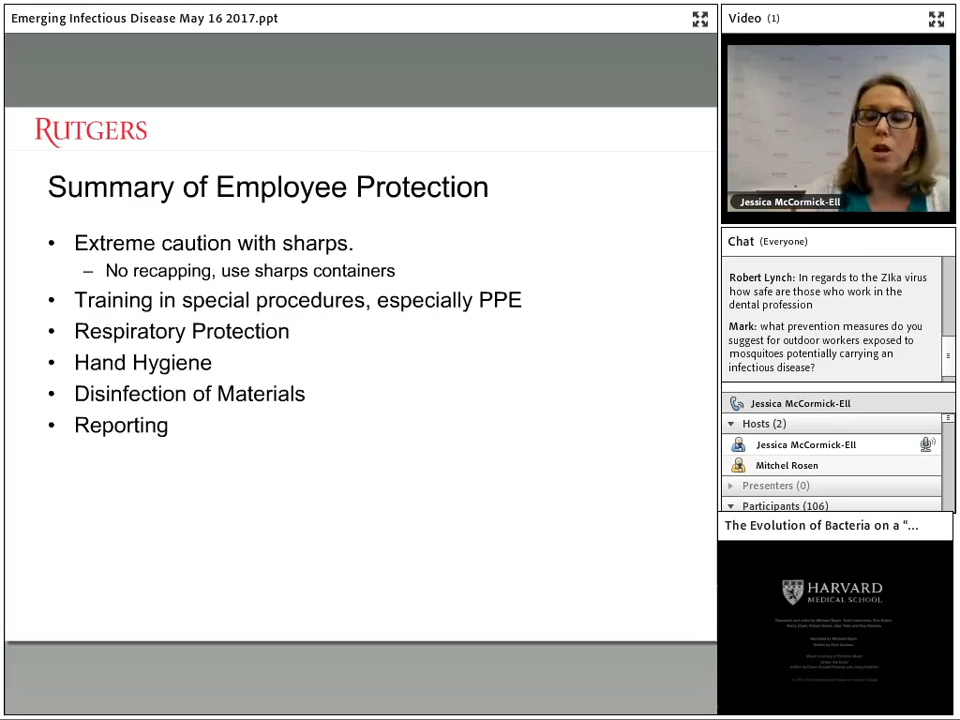 Emerging Infectious Disease May 16 2017.ppt
RUTGERS
Summary of Employee Protection
• Extreme caution with sharps.
– No recapping, use sharps containers
• Training in special procedures, especially PPE
• Respiratory Protection
• Hand Hygiene
• Disinfection of Materials
• Reporting
Video (1)
Jessica McCormick-Ell
Chat (Everyone)
Robert Lynch: In regards to the ZIka virus
how safe are those who work in the
dental profession
Mark: what prevention measures do you
suggest for outdoor workers exposed to
mosquitoes potentially carrying an
infectious disease?
Jessica McCormick-Ell
Hosts (2)
Jessica McCormick-Ell
Mitchel Rosen
Presenters (0)
Participants (106)
The Evolution of Bacteria on a “...
HARVARD
MEDICAL SCHOOL